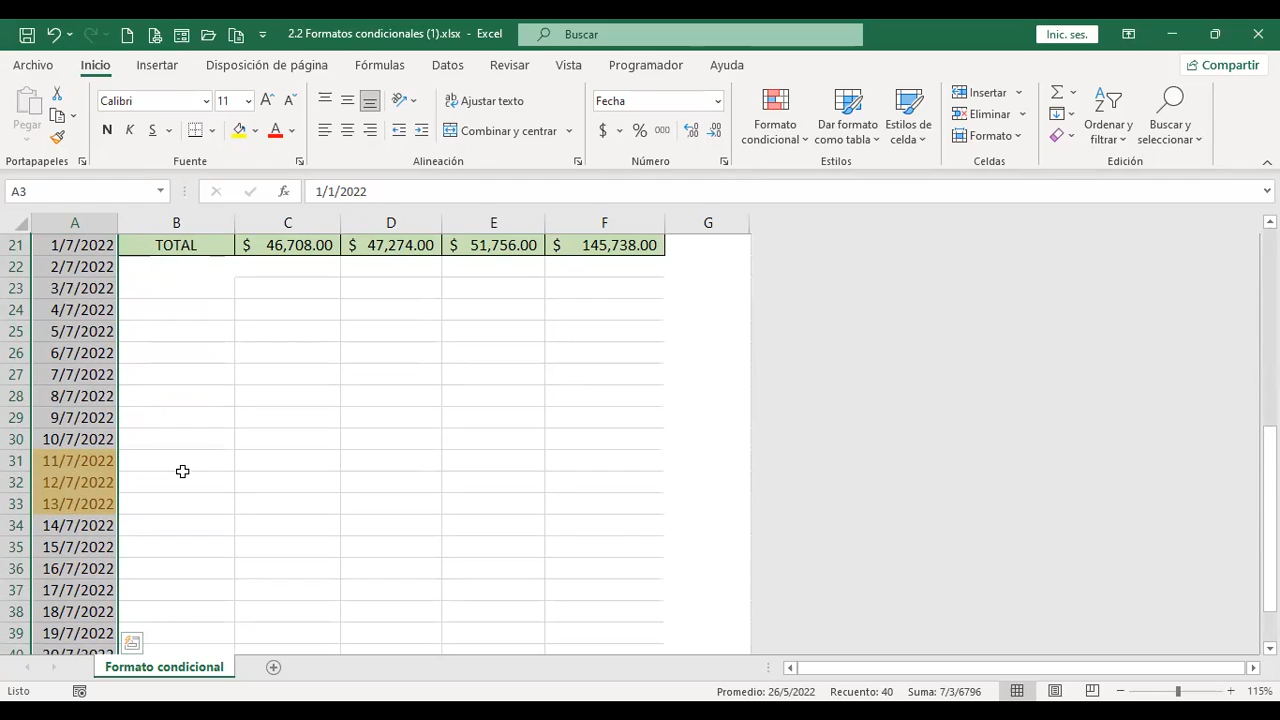 2.2 Formatos condicionales (1).xlsx - Excel
Buscar
Inic. ses.
Archivo Inicio Insertar Disposición de página Fórmulas Datos Revisar Vista Programador Ayuda Compartir
Pegar
Calibri 11 A A
N K S A
Ajustar texto
Combinar y centrar
Fecha
$ % 000
Formato condicional
Dar formato como tabla
Estilos de celda
Insertar
Eliminar
Formato
Ordenar y filtrar
Buscar y seleccionar
Portapapeles Fuente Alineación Número Estilos Celdas Edición
A3 fx 1/1/2022
A B C D E F G
21 1/7/2022 TOTAL $ 46,708.00 $ 47,274.00 $ 51,756.00 $ 145,738.00
22 2/7/2022
23 3/7/2022
24 4/7/2022
25 5/7/2022
26 6/7/2022
27 7/7/2022
28 8/7/2022
29 9/7/2022
30 10/7/2022
31 11/7/2022
32 12/7/2022
33 13/7/2022
34 14/7/2022
35 15/7/2022
36 16/7/2022
37 17/7/2022
38 18/7/2022
39 19/7/2022
40 20/7/2022
Formato condicional
Listo Promedio: 26/5/2022 Recuento: 40 Suma: 7/3/6796 115%